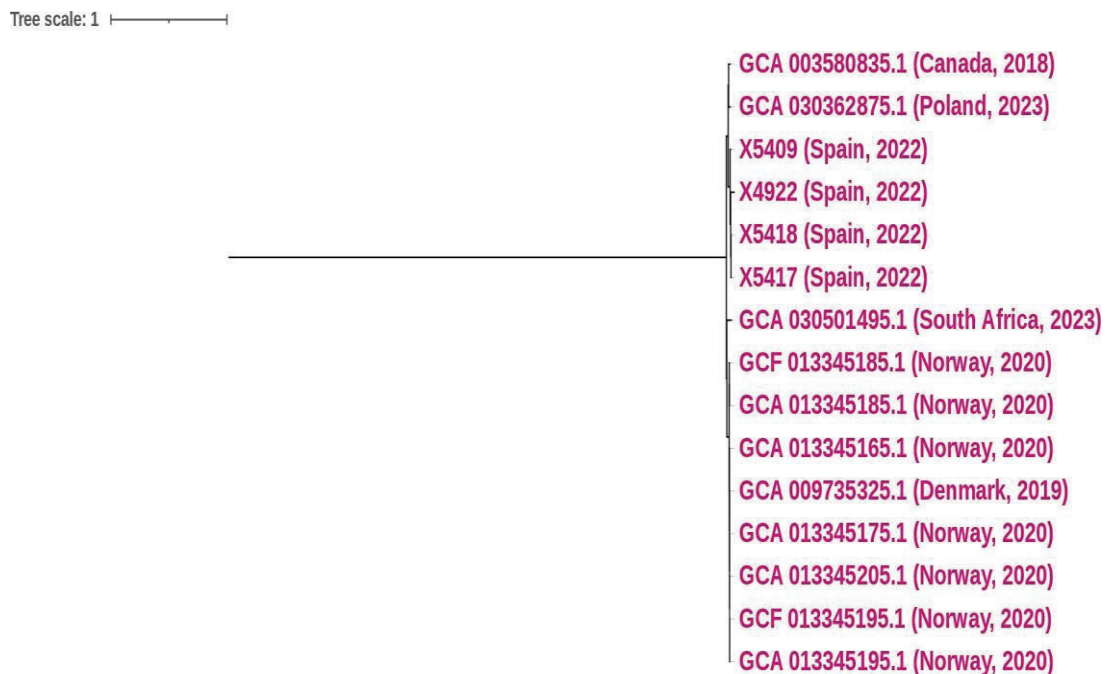 Tree scale: 1
GCA 003580835.1 (Canada, 2018)
GCA 030362875.1 (Poland, 2023)
X5409 (Spain, 2022)
X4922 (Spain, 2022)
X5418 (Spain, 2022)
X5417 (Spain, 2022)
GCA 030501495.1 (South Africa, 2023)
GCF 013345185.1 (Norway, 2020)
GCA 013345185.1 (Norway, 2020)
GCA 013345165.1 (Norway, 2020)
GCA 009735325.1 (Denmark, 2019)
GCA 013345175.1 (Norway, 2020)
GCA 013345205.1 (Norway, 2020)
GCF 013345195.1 (Norway, 2020)
GCA 013345195.1 (Norway, 2020)